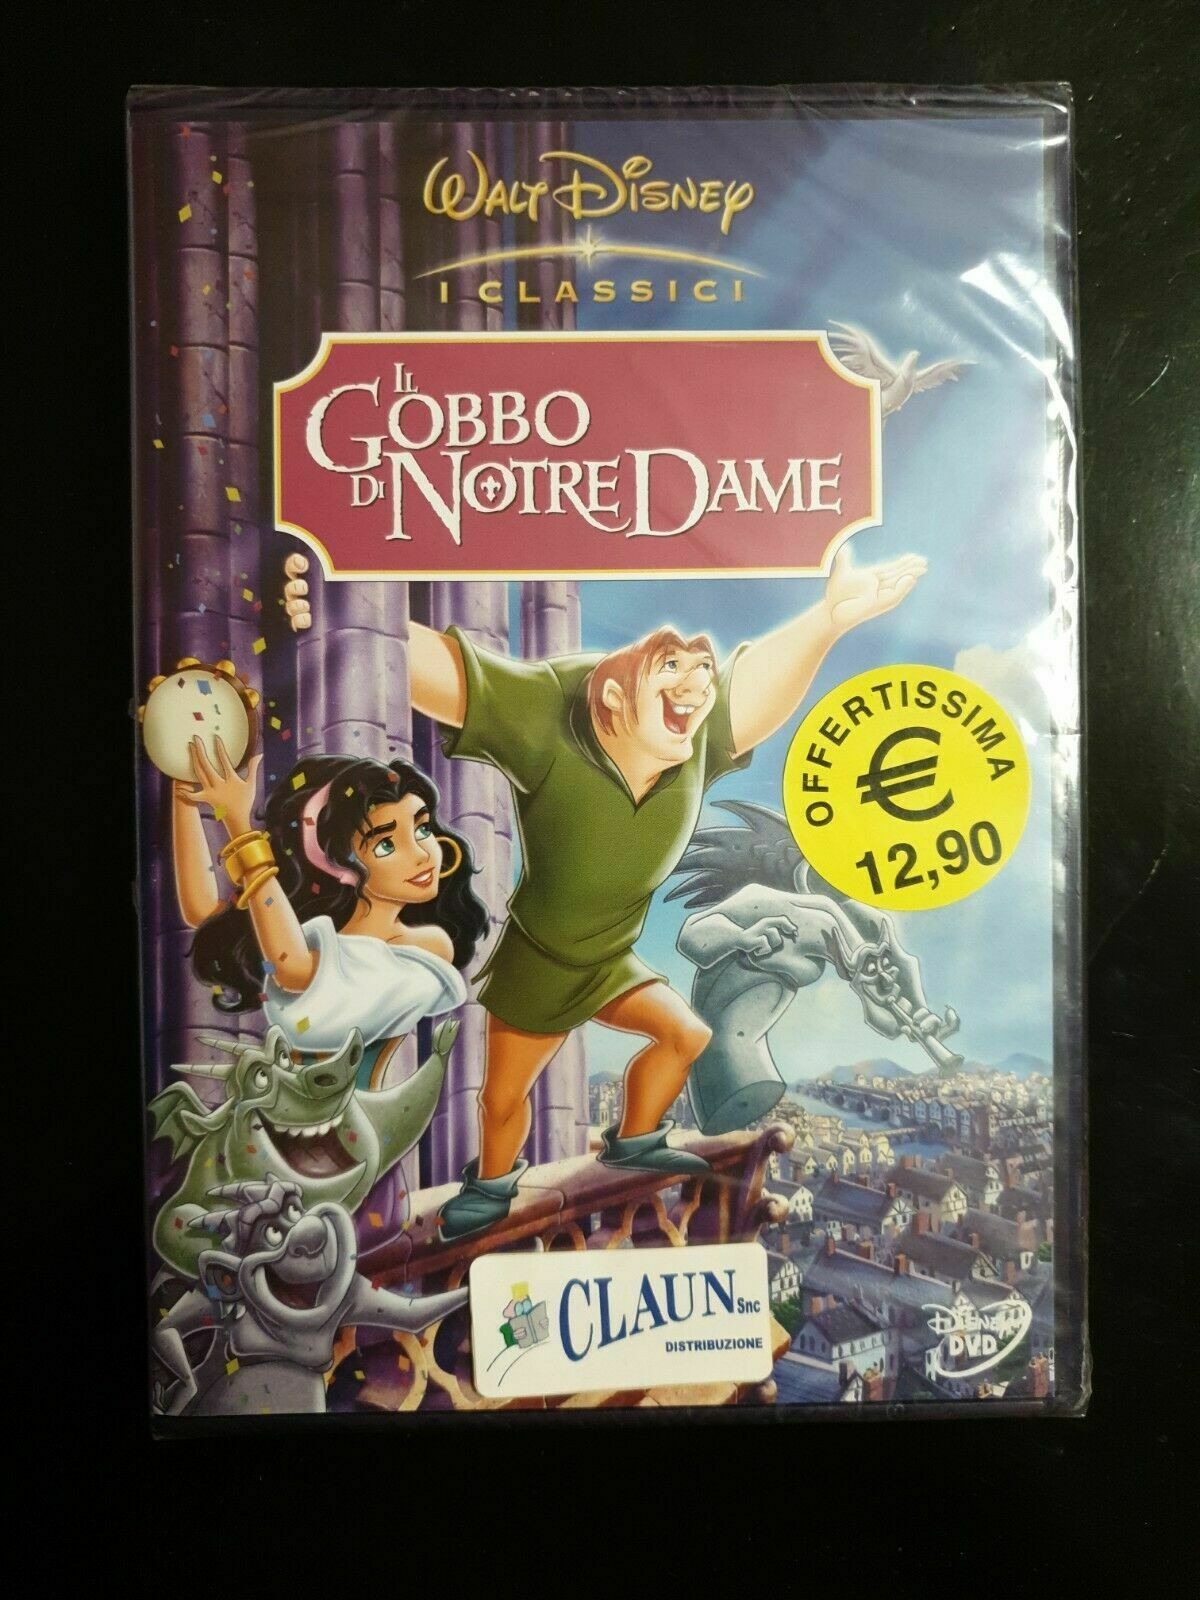 WALT DISNEY
I CLASSICI
IL
GOBBO
DI NOTRE DAME
OFFERTISSIMA
€
12,90
CLAUN Snc
DISTRIBUZIONE
DISNEY
DVD